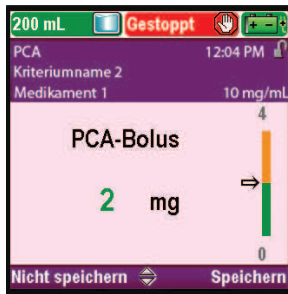 200 mL Gestoppt
PCA 12:04 PM
Kriteriumname 2
Medikament 1 10 mg/mL
4
PCA-Bolus
2 mg
0
Nicht speichern Speichern